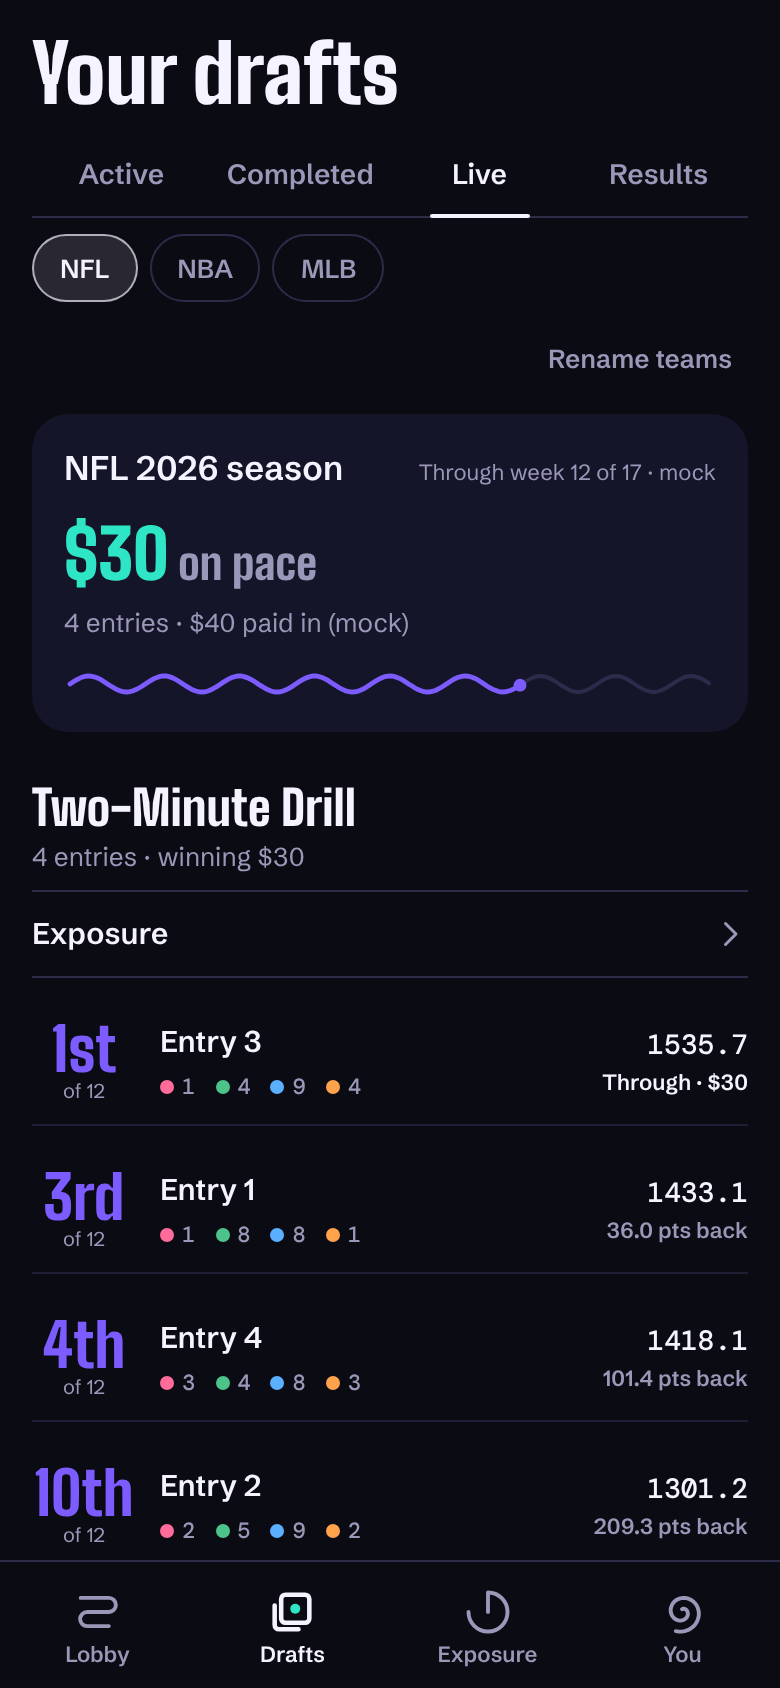 Your drafts
Active Completed Live Results
NFL NBA MLB
Rename teams
NFL 2026 season Through week 12 of 17 · mock
$30 on pace
4 entries · $40 paid in (mock)
Two-Minute Drill
4 entries · winning $30
Exposure
1st Entry 3 1535.7
of 12 1 4 9 4 Through · $30
3rd Entry 1 1433.1
of 12 1 8 8 1 36.0 pts back
4th Entry 4 1418.1
of 12 3 4 8 3 101.4 pts back
10th Entry 2 1301.2
of 12 2 5 9 2 209.3 pts back
Lobby Drafts Exposure You